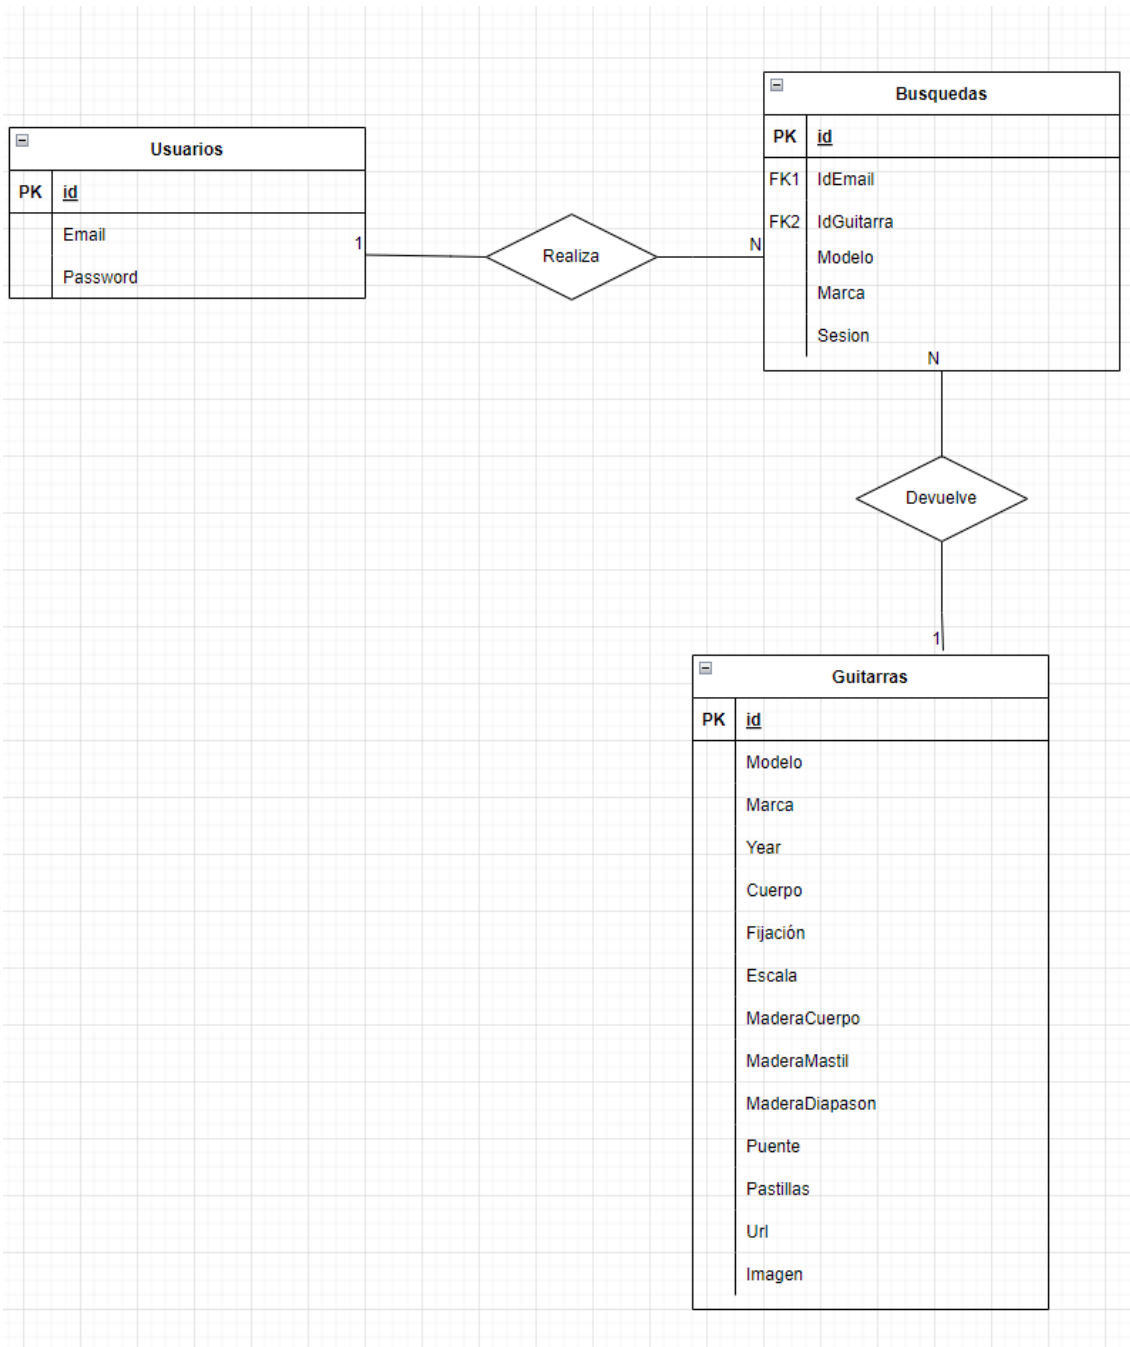 Usuarios
PK id
Email
Password
1
Realiza
N
Busquedas
PK id
FK1 IdEmail
FK2 IdGuitarra
Modelo
Marca
Sesion
N
Devuelve
1
Guitarras
PK id
Modelo
Marca
Year
Cuerpo
Fijación
Escala
MaderaCuerpo
MaderaMastil
MaderaDiapason
Puente
Pastillas
Url
Imagen